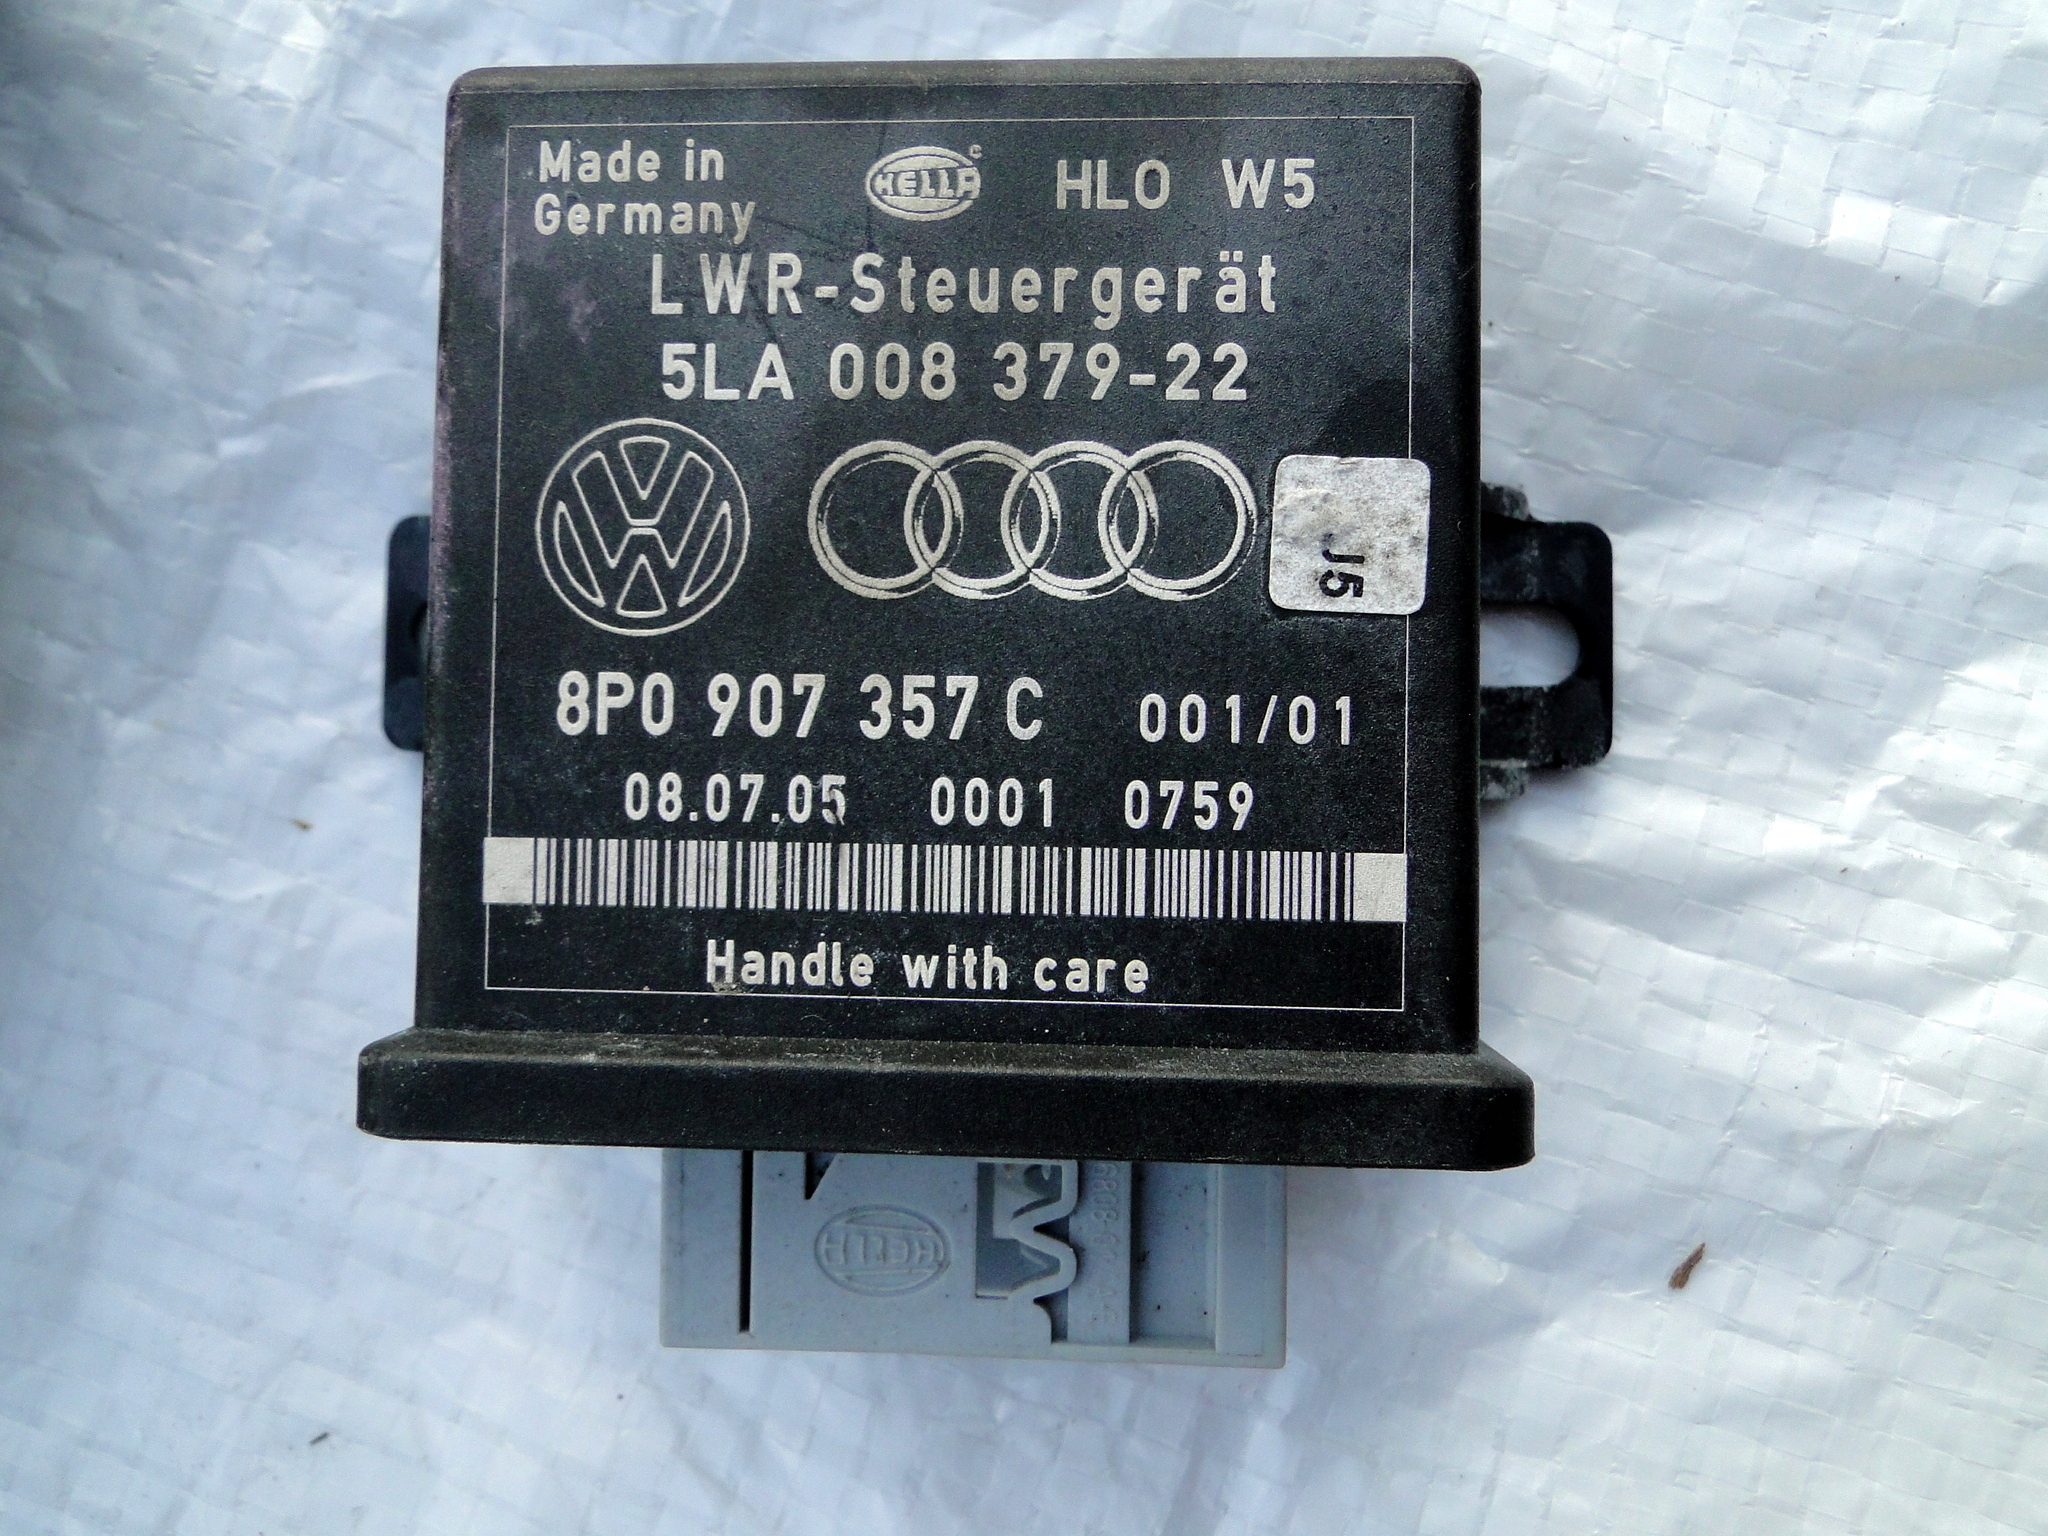 Made in
Germany
HELLA
HL0 W5
LWR-Steuergerät
5LA 008 379-22
J5
8P0 907 357 C 001/01
08.07.05 0001 0759
Handle with care
HELLA